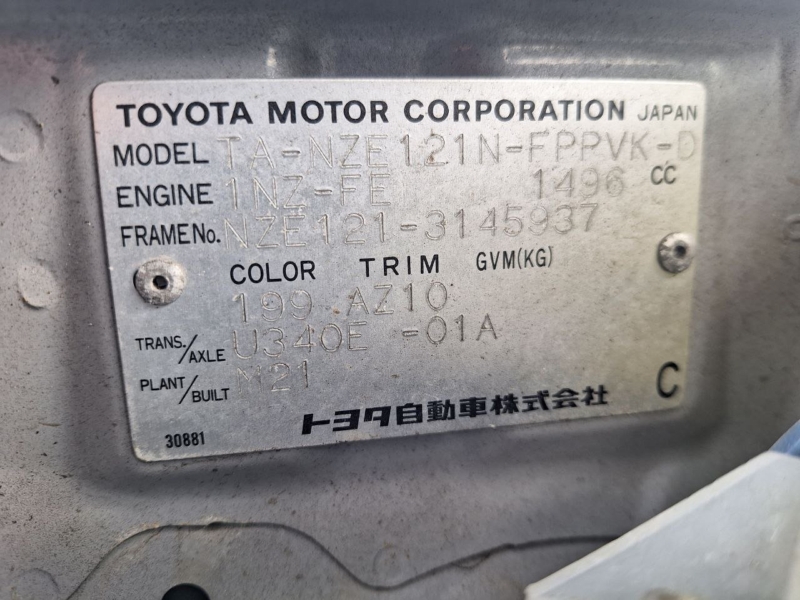 TOYOTA MOTOR CORPORATION JAPAN
MODEL TA-NZE121N-FPPVK-D
ENGINE 1NZ-FE 1496 CC
FRAME No. NZE121-3145937
COLOR TRIM GVM(KG)
199 AZ10
TRANS./AXLE U340E -01A
PLANT/BUILT M21
C
トヨタ自動車株式会社
30881